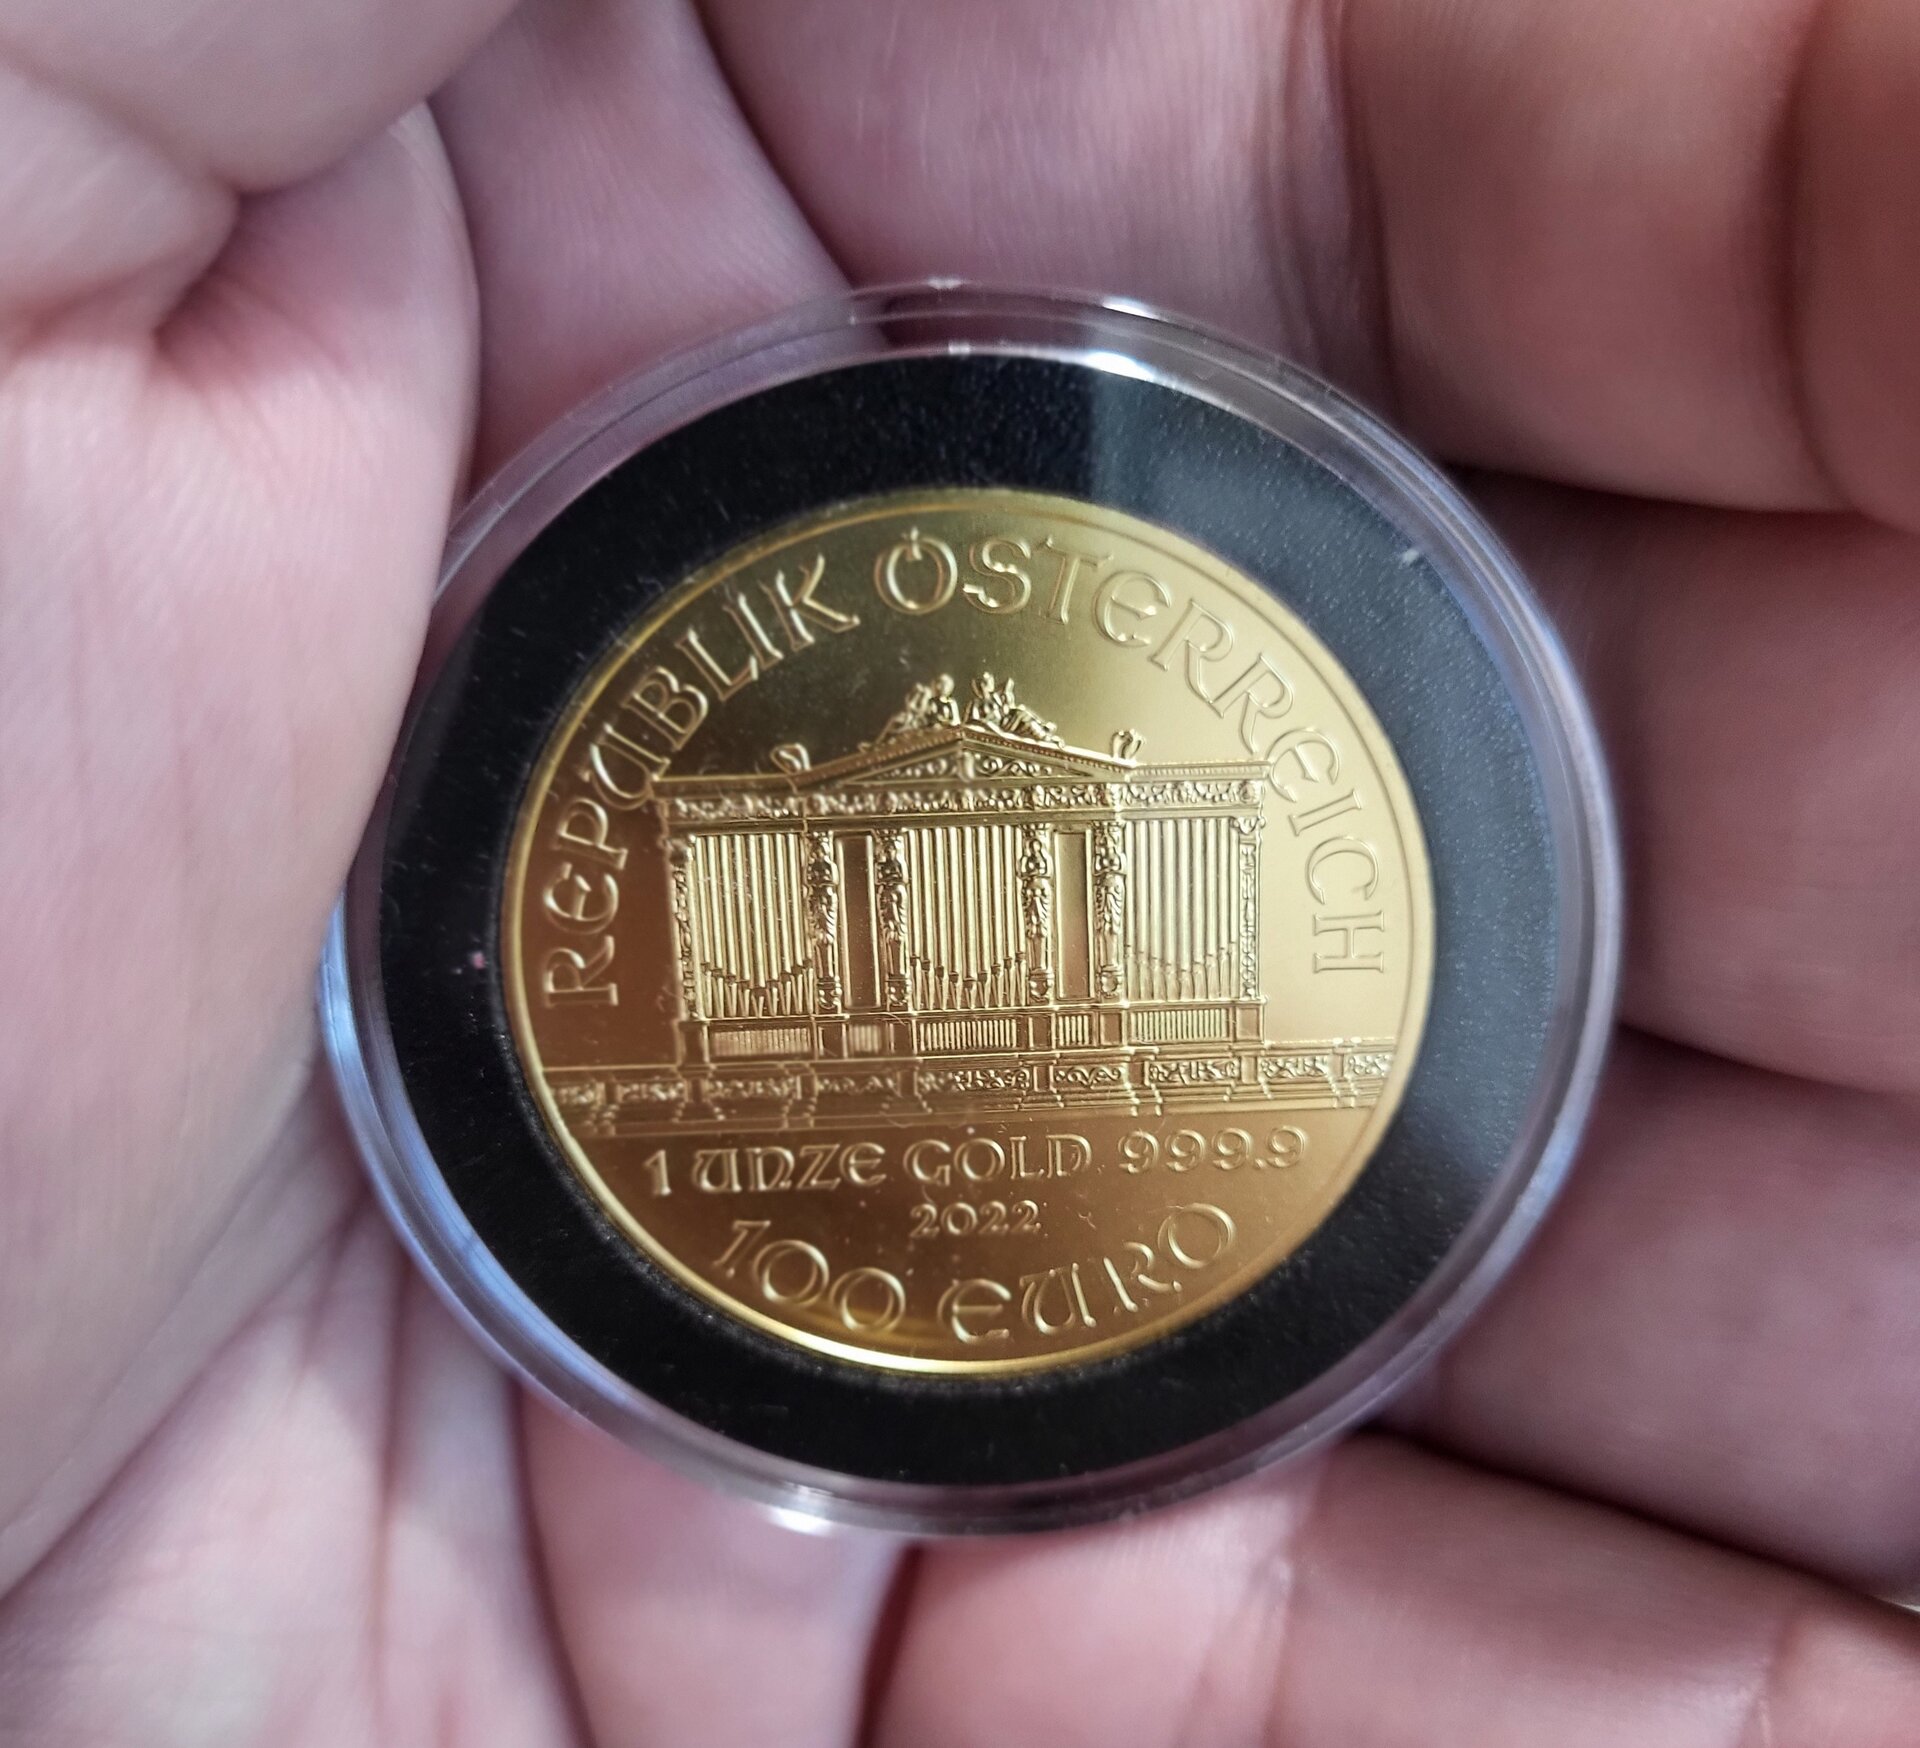 REPUBLIK ÖSTERREICH
1 UNZE GOLD 999.9
2022
100 EURO